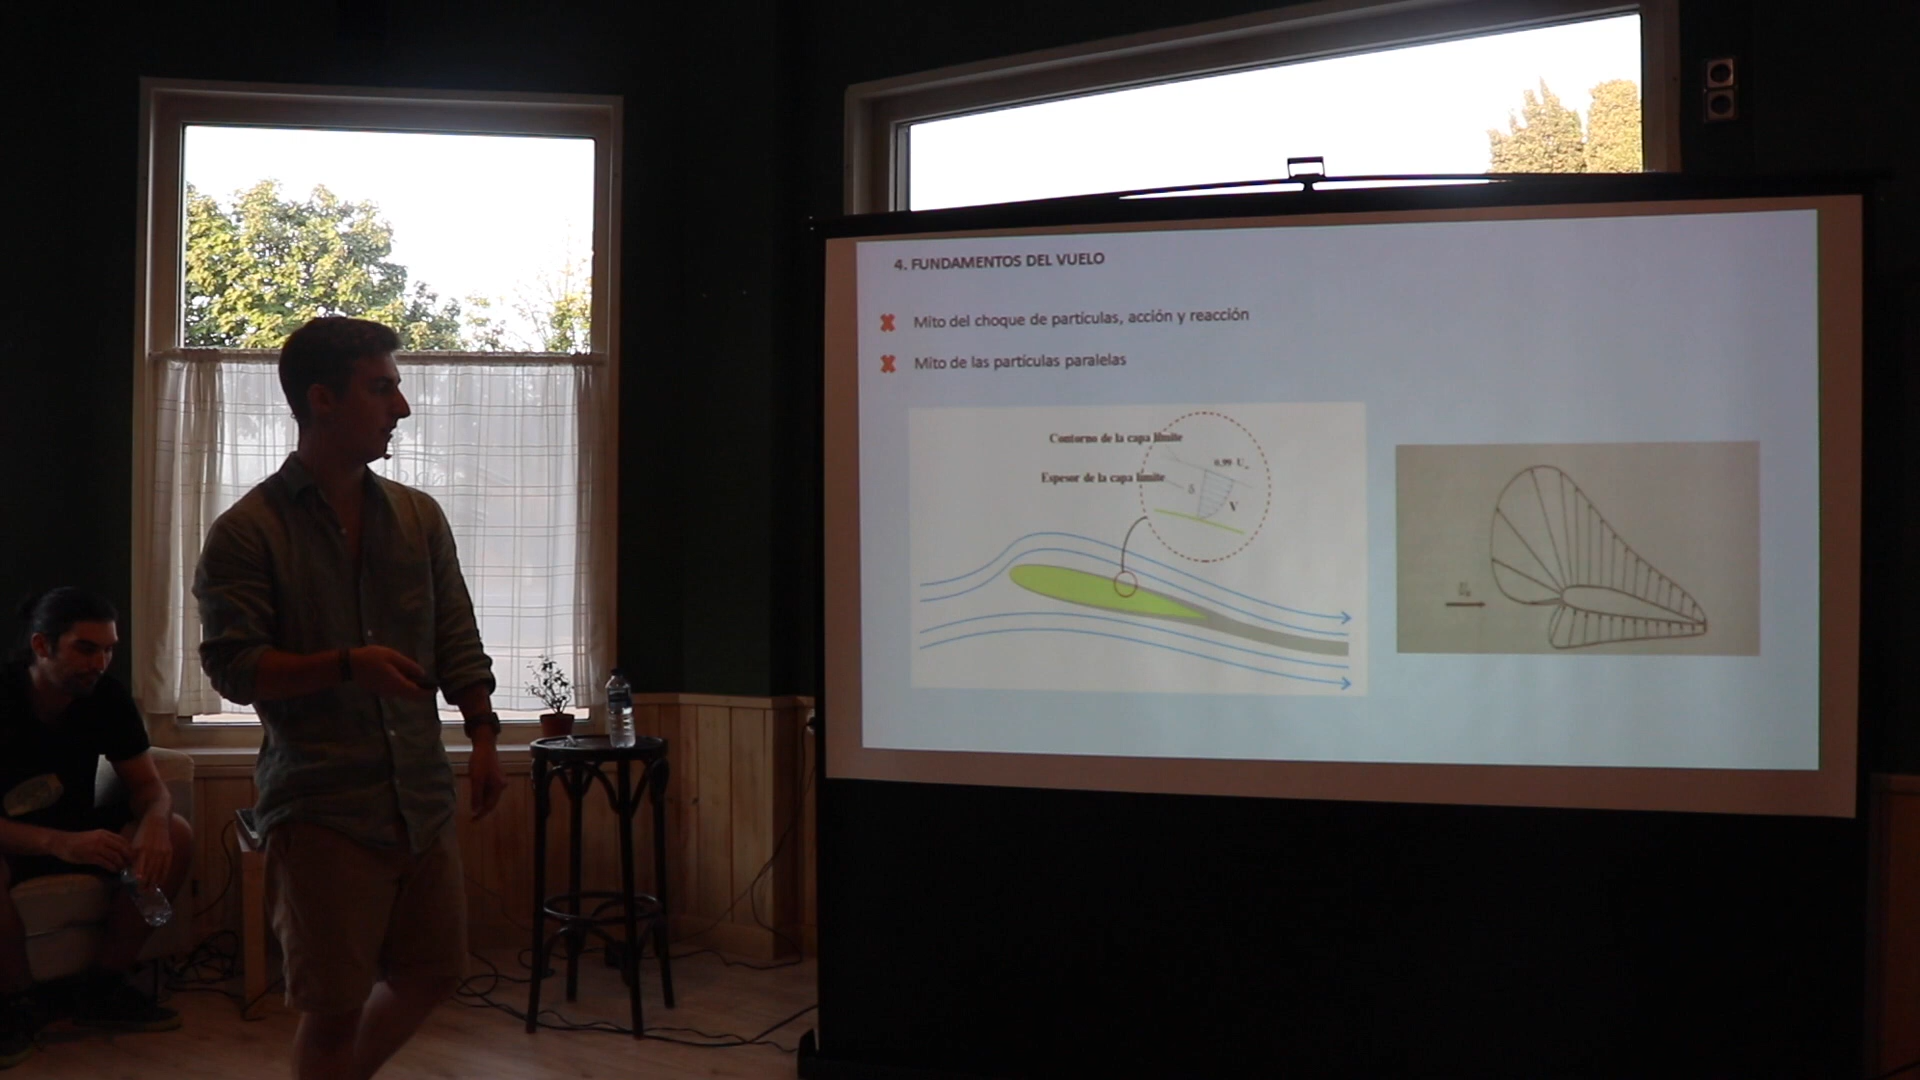 4. FUNDAMENTOS DEL VUELO
Mito del choque de partículas, acción y reacción
Mito de las partículas paralelas
Contorno de la capa límite
0.99 U
Espesor de la capa límite
δ
V